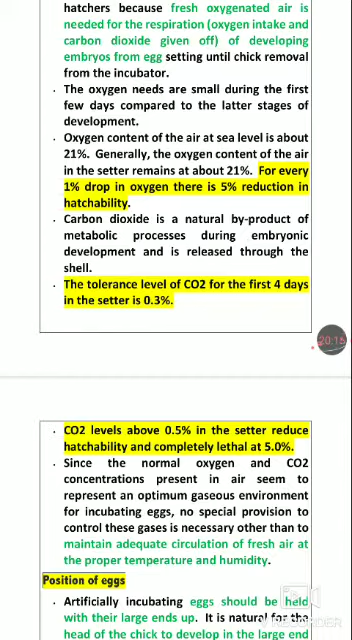 hatchers because fresh oxygenated air is
needed for the respiration (oxygen intake and
carbon dioxide given off) of developing
embryos from egg setting until chick removal
from the incubator.
· The oxygen needs are small during the first
few days compared to the latter stages of
development.
· Oxygen content of the air at sea level is about
21%. Generally, the oxygen content of the air
in the setter remains at about 21%. For every
1% drop in oxygen there is 5% reduction in
hatchability.
· Carbon dioxide is a natural by-product of
metabolic processes during embryonic
development and is released through the
shell.
· The tolerance level of CO2 for the first 4 days
in the setter is 0.3%.
20:15
· CO2 levels above 0.5% in the setter reduce
hatchability and completely lethal at 5.0%.
· Since the normal oxygen and CO2
concentrations present in air seem to
represent an optimum gaseous environment
for incubating eggs, no special provision to
control these gases is necessary other than to
maintain adequate circulation of fresh air at
the proper temperature and humidity.
Position of eggs
· Artificially incubating eggs should be held
with their large ends up. It is natural for the
head of the chick to develop in the large end
RECORDER